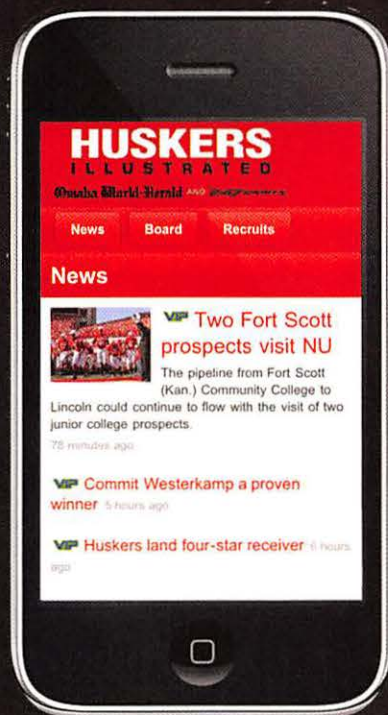 HUSKERS
ILLUSTRATED
Omaha World-Herald AND
News Board Recruits
News
VIP Two Fort Scott
prospects visit NU
The pipeline from Fort Scott
(Kan.) Community College to
Lincoln could continue to flow with the visit of two
junior college prospects.
78 minutes ago
VIP Commit Westerkamp a proven
winner 5 hours ago
VIP Huskers land four-star receiver 6 hours
ago